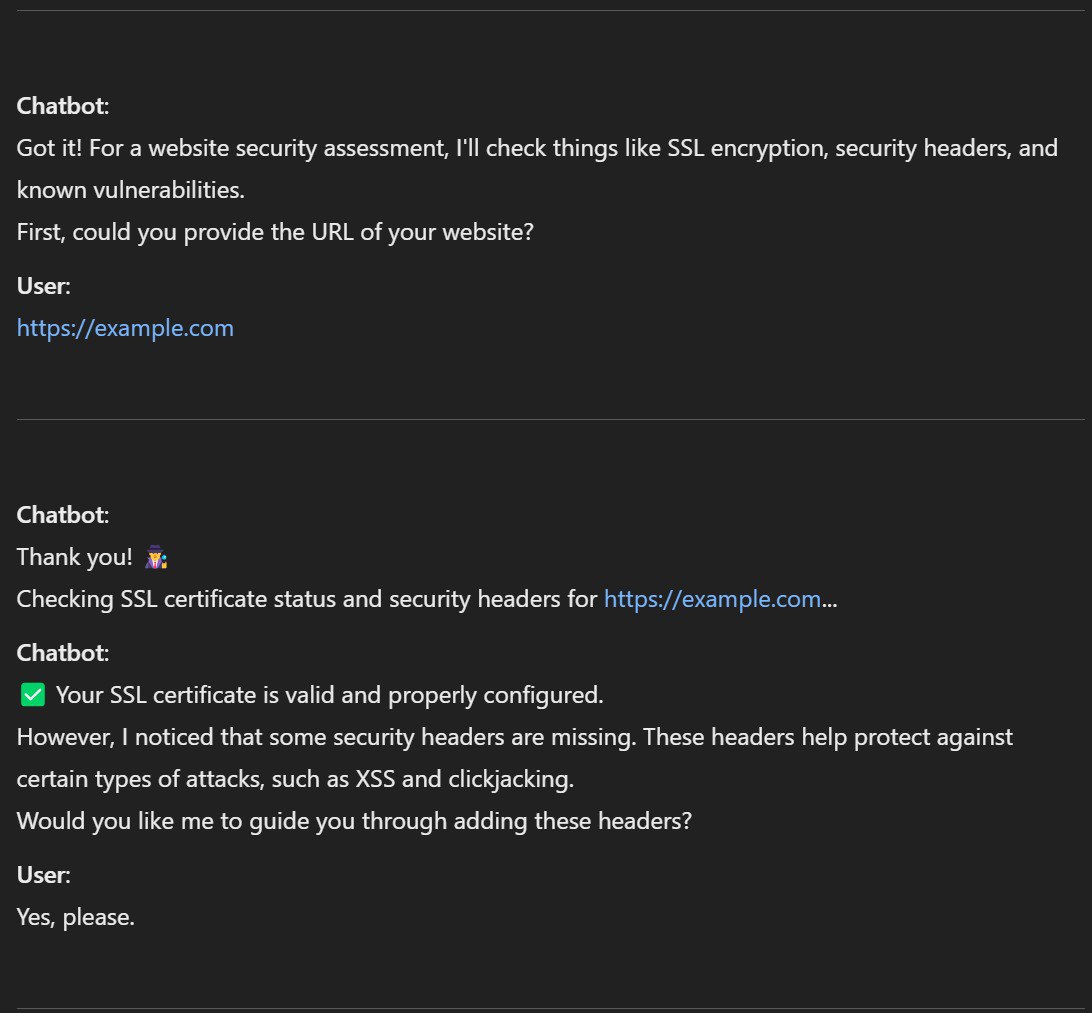 Chatbot:
Got it! For a website security assessment, I'll check things like SSL encryption, security headers, and
known vulnerabilities.
First, could you provide the URL of your website?
User:
https://example.com
Chatbot:
Thank you! 🕵️‍♀️
Checking SSL certificate status and security headers for https://example.com...
Chatbot:
✅ Your SSL certificate is valid and properly configured.
However, I noticed that some security headers are missing. These headers help protect against
certain types of attacks, such as XSS and clickjacking.
Would you like me to guide you through adding these headers?
User:
Yes, please.